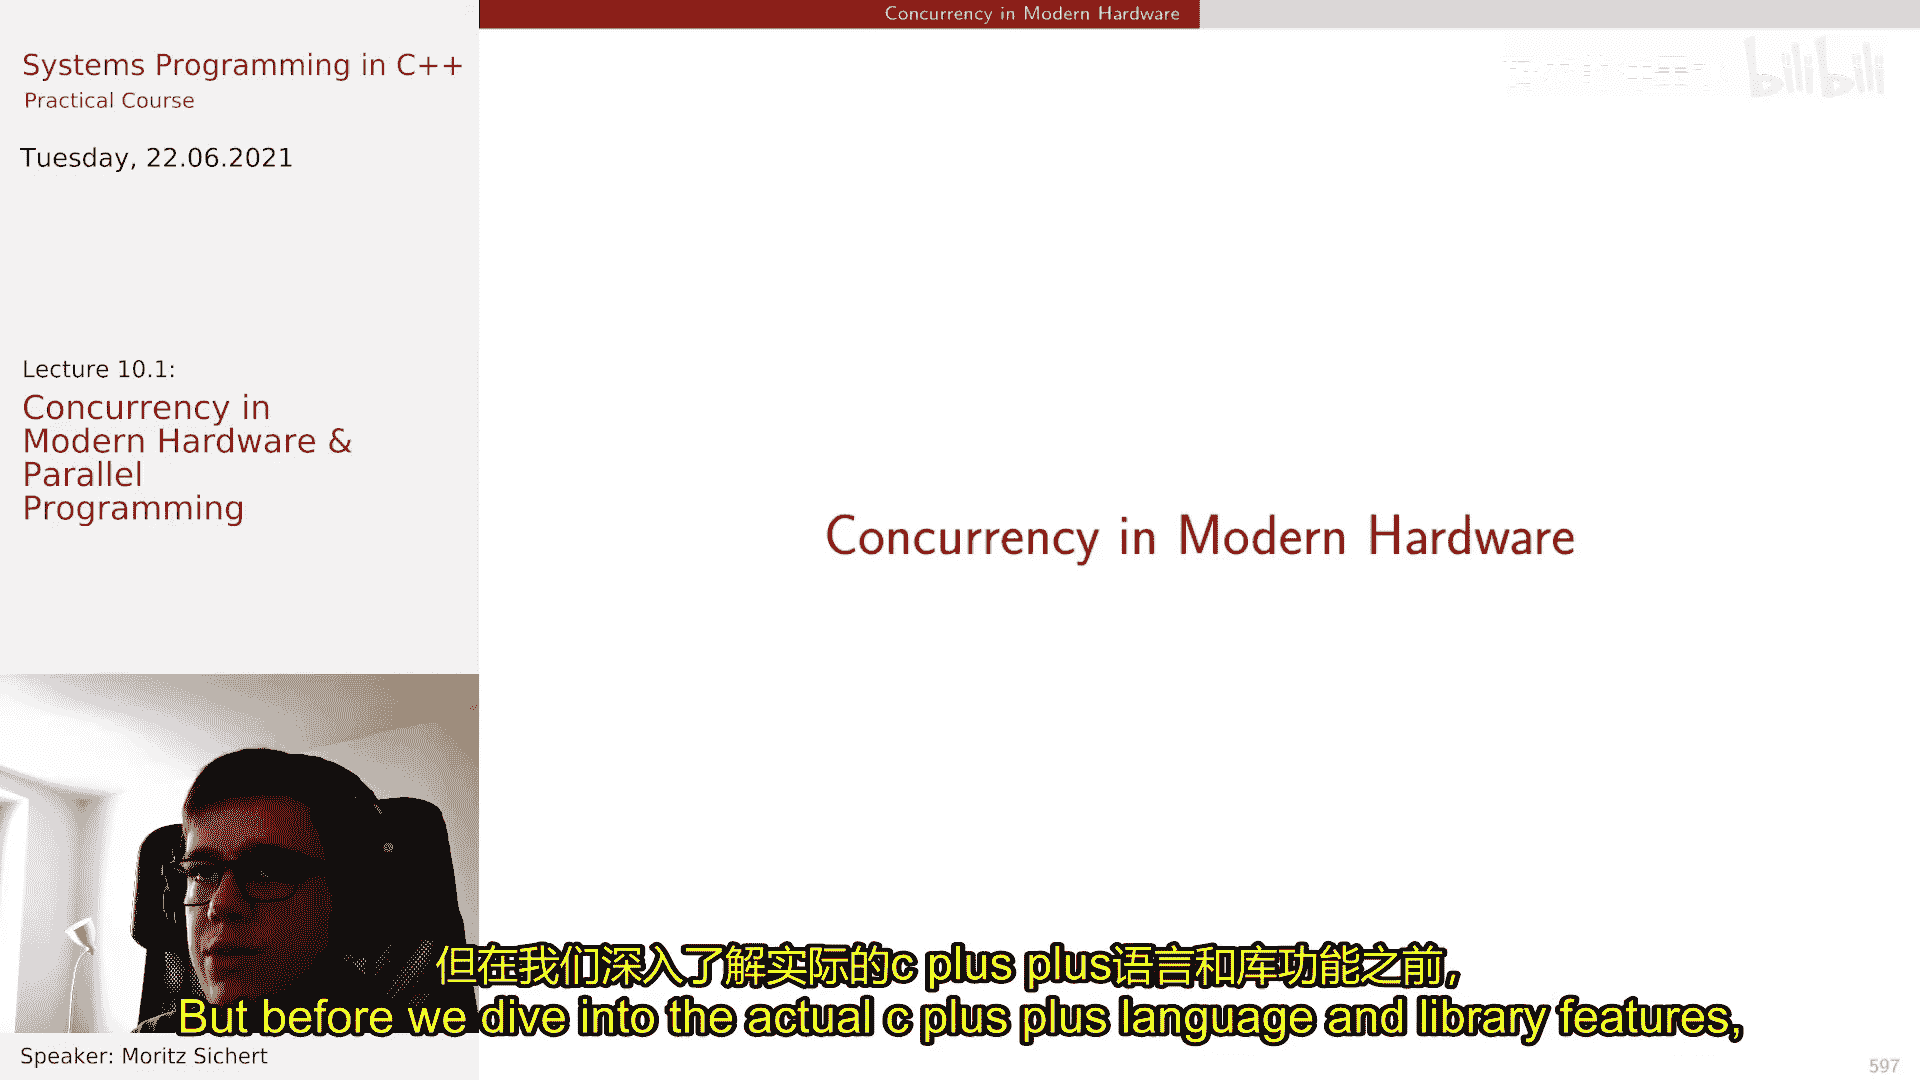 Concurrency in Modern Hardware
Systems Programming in C++
Practical Course
Tuesday, 22.06.2021
bilibili
Lecture 10.1:
Concurrency in
Modern Hardware &
Parallel
Programming
Concurrency in Modern Hardware
但在我们深入了解实际的c plus plus语言和库功能之前,
But before we dive into the actual c plus plus language and library features,
Speaker: Moritz Sichert
597